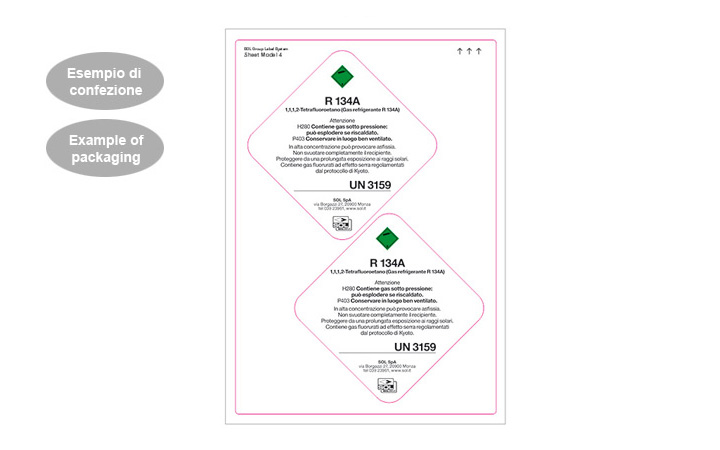 Esempio di
confezione
Example of
packaging
SOL Group Label System
Sheet Model 4
R 134A
1,1,1,2-Tetrafluoroetano (Gas refrigerante R 134A)
Attenzione
H280 Contiene gas sotto pressione:
può esplodere se riscaldato.
P403 Conservare in luogo ben ventilato.
In alta concentrazione può provocare asfissia.
Non svuotare completamente il recipiente.
Proteggere da una prolungata esposizione ai raggi solari.
Contiene gas fluorurati ad effetto serra regolamentati
dal protocollo di Kyoto.
UN 3159
SOL SpA
via Borgazzi 27, 20900 Monza
tel 039 23961, www.sol.it
R 134A
1,1,1,2-Tetrafluoroetano (Gas refrigerante R 134A)
Attenzione
H280 Contiene gas sotto pressione:
può esplodere se riscaldato.
P403 Conservare in luogo ben ventilato.
In alta concentrazione può provocare asfissia.
Non svuotare completamente il recipiente.
Proteggere da una prolungata esposizione ai raggi solari.
Contiene gas fluorurati ad effetto serra regolamentati
dal protocollo di Kyoto.
UN 3159
SOL SpA
via Borgazzi 27, 20900 Monza
tel 039 23961, www.sol.it